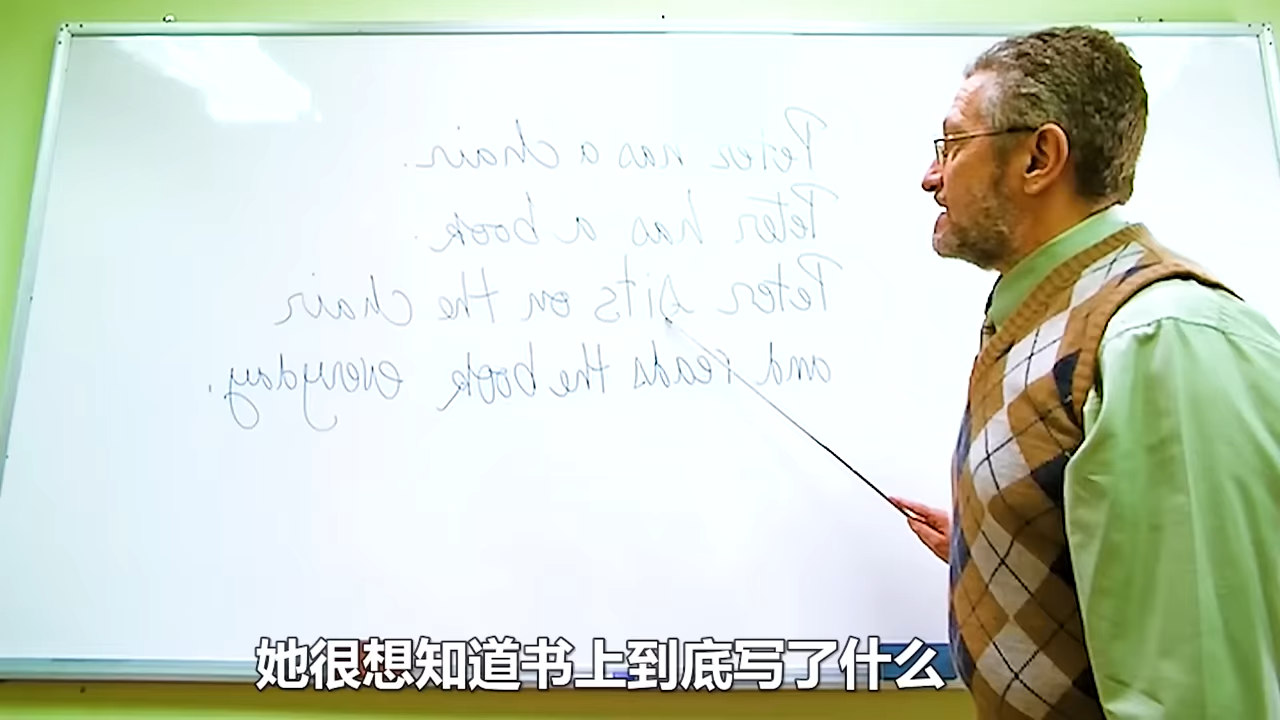 Peter has a chair.
Peter has a book.
Peter sits on the chair
and reads the book everyday.
她很想知道书上到底写了什么